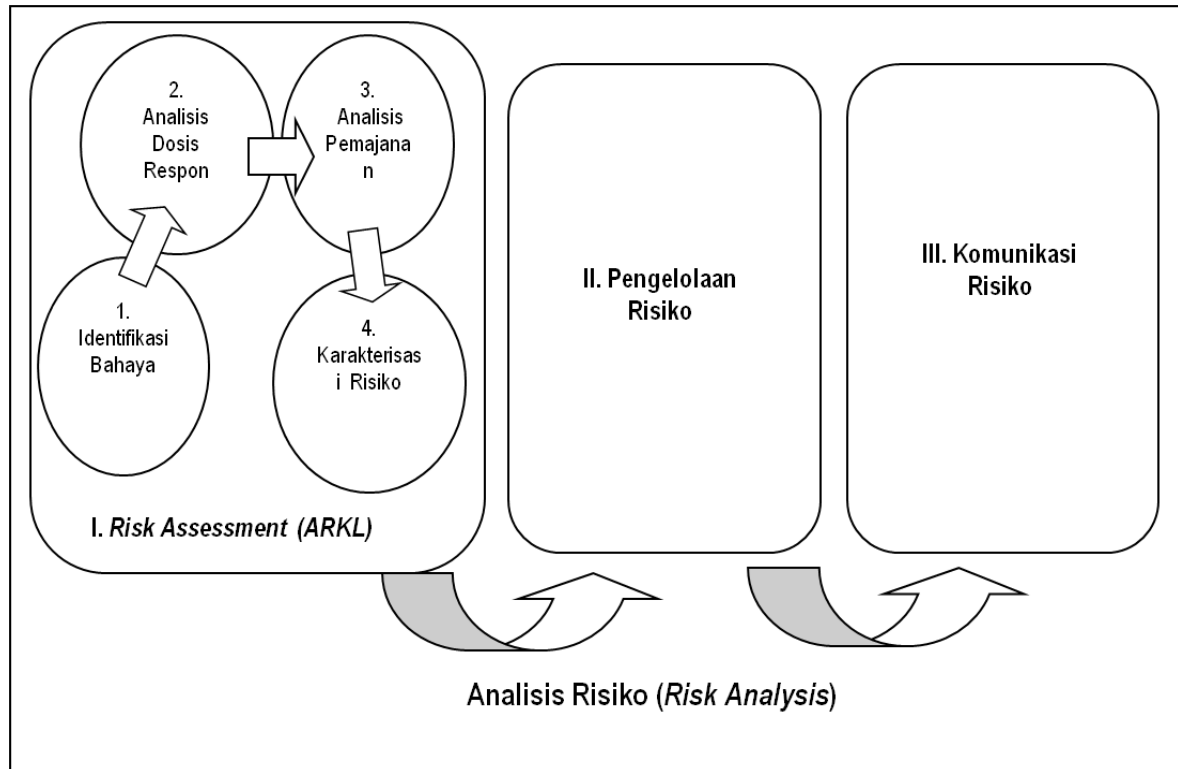 1.
Identifikasi
Bahaya
2.
Analisis
Dosis
Respon
3.
Analisis
Pemajana
n
4.
Karakterisas
i Risiko
I. Risk Assessment (ARKL)
II. Pengelolaan
Risiko
III. Komunikasi
Risiko
Analisis Risiko (Risk Analysis)